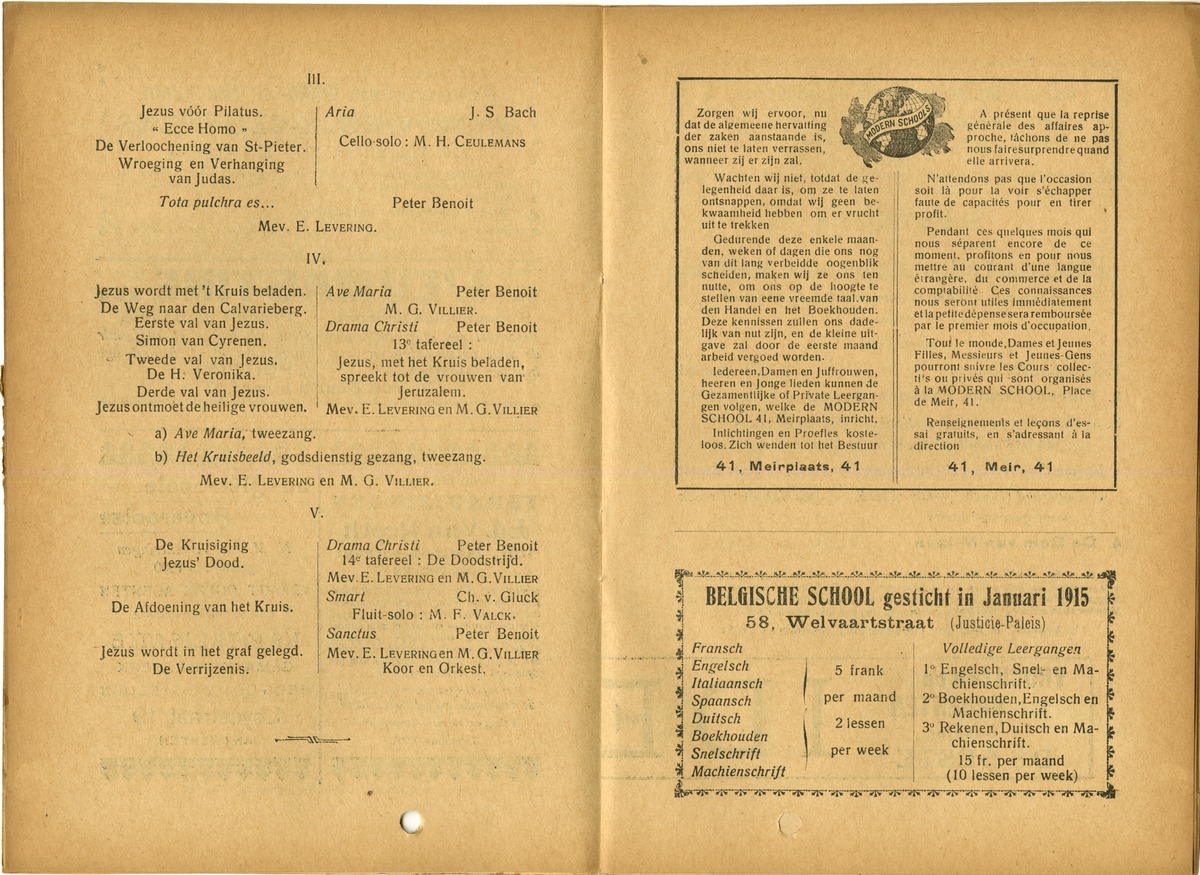 III.
Jezus vóór Pilatus.
« Ecce Homo »
De Verloochening van St-Pieter.
Wroeging en Verhanging
van Judas.
Aria J. S Bach
Cello-solo : M. H. CEULEMANS
Tota pulchra es... Peter Benoit
Mev. E. LEVERING.
IV.
Jezus wordt met 't Kruis beladen.
De Weg naar den Calvarieberg.
Eerste val van Jezus.
Simon van Cyrenen.
Tweede val van Jezus.
De H. Veronika.
Derde val van Jezus.
Jezus ontmoet de heilige vrouwen.
Ave Maria Peter Benoit
M. G. VILLIER.
Drama Christi Peter Benoit
13e tafereel :
Jezus, met het Kruis beladen,
spreekt tot de vrouwen van
Jeruzalem.
Mev. E. LEVERING en M. G. VILLIER
a) Ave Maria, tweezang.
b) Het Kruisbeeld, godsdienstig gezang, tweezang.
Mev. E. LEVERING en M. G. VILLIER.
V.
De Kruisiging
Jezus' Dood.
De Afdoening van het Kruis.
Jezus wordt in het graf gelegd.
De Verrijzenis.
Drama Christi Peter Benoit
14e tafereel : De Doodstrijd.
Mev. E. LEVERING en M. G. VILLIER
Smart Ch. v. Gluck
Fluit-solo : M. F. VALCK.
Sanctus Peter Benoit
Mev. E. LEVERING en M. G. VILLIER
Koor en Orkest.
MODERN SCHOOLS
Zorgen wij ervoor, nu
dat de algemeene hervatting
der zaken aanstaande is,
ons niet te laten verrassen,
wanneer zij er zijn zal.
Wachten wij niet, totdat de ge-
legenheid daar is, om ze te laten
ontsnappen, omdat wij geen be-
kwaamheid hebben om er vrucht
uit te trekken
Gedurende deze enkele maan-
den, weken of dagen die ons nog
van dit lang verbeidde oogenblik
scheiden, maken wij ze ons ten
nutte, om ons op de hoogte te
stellen van eene vreemde taal, van
den Handel en het Boekhouden.
Deze kennissen zullen ons dade-
lijk van nut zijn, en de kleine uit-
gave zal door de eerste maand
arbeid vergoed worden.
Iedereen, Damen en Juffrouwen,
heeren en Jonge lieden kunnen de
Gezamentlijke of Private Leergan-
gen volgen, welke de MODERN
SCHOOL 41, Meirplaats, inricht.
Inlichtingen en Proefles koste-
loos. Zich wenden tot het Bestuur
41, Meirplaats, 41
A présent que la reprise
générale des affaires ap-
proche, tâchons de ne pas
nous faire surprendre quand
elle arrivera.
N'attendons pas que l'occasion
soit là pour la voir s'échapper
faute de capacités pour en tirer
profit.
Pendant ces quelques mois qui
nous séparent encore de ce
moment, profitons en pour nous
mettre au courant d'une langue
étrangère, du commerce et de la
comptabilité Ces connaissances
nous seront utiles immédiatement
et la petite dépense sera remboursée
par le premier mois d'occupation.
Tout le monde, Dames et Jeunes
Filles, Messieurs et Jeunes-Gens
pourront suivre les Cours collec-
tifs ou privés qui sont organisés
à la MODERN SCHOOL, Place
de Meir, 41.
Renseignements et leçons d'es-
sai gratuits, en s'adressant à la
direction
41, Meir, 41
BELGISCHE SCHOOL gesticht in Januari 1915
58, Welvaartstraat (Justicie-Paleis)
Fransch
Engelsch
Italiaansch
Spaansch
Duitsch
Boekhouden
Snelschrift
Machienschrift
5 frank
per maand
2 lessen
per week
Volledige Leergangen
1o Engelsch, Snel- en Ma-
chienschrift.
2o Boekhouden, Engelsch en
Machienschrift.
3o Rekenen, Duitsch en Ma-
chienschrift.
15 fr. per maand
(10 lessen per week)